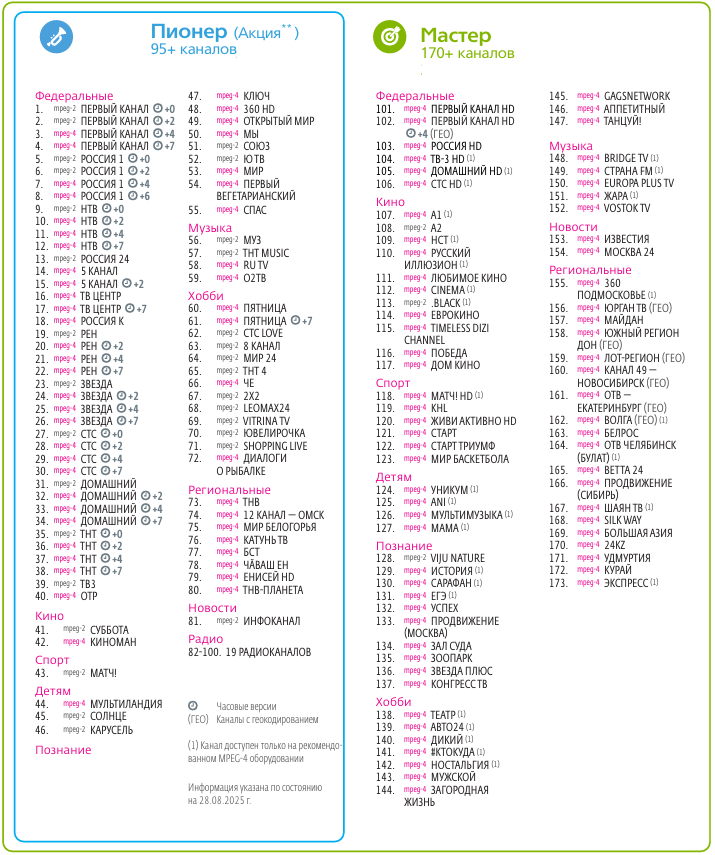 Пионер (Акция**)
95+ каналов
Федеральные
1. mpeg-2 ПЕРВЫЙ КАНАЛ +0
2. mpeg-2 ПЕРВЫЙ КАНАЛ +2
3. mpeg-4 ПЕРВЫЙ КАНАЛ +4
4. mpeg-4 ПЕРВЫЙ КАНАЛ +7
5. mpeg-2 РОССИЯ 1 +0
6. mpeg-2 РОССИЯ 1 +2
7. mpeg-4 РОССИЯ 1 +4
8. mpeg-4 РОССИЯ 1 +6
9. mpeg-2 НТВ +0
10. mpeg-4 НТВ +2
11. mpeg-4 НТВ +4
12. mpeg-4 НТВ +7
13. mpeg-2 РОССИЯ 24
14. mpeg-4 5 КАНАЛ
15. mpeg-4 5 КАНАЛ +2
16. mpeg-4 ТВ ЦЕНТР
17. mpeg-4 ТВ ЦЕНТР +7
18. mpeg-4 РОССИЯ К
19. mpeg-2 РЕН
20. mpeg-4 РЕН +2
21. mpeg-4 РЕН +4
22. mpeg-4 РЕН +7
23. mpeg-2 ЗВЕЗДА
24. mpeg-4 ЗВЕЗДА +2
25. mpeg-4 ЗВЕЗДА +4
26. mpeg-4 ЗВЕЗДА +7
27. mpeg-2 СТС +0
28. mpeg-4 СТС +2
29. mpeg-4 СТС +4
30. mpeg-4 СТС +7
31. mpeg-2 ДОМАШНИЙ
32. mpeg-4 ДОМАШНИЙ +2
33. mpeg-4 ДОМАШНИЙ +4
34. mpeg-4 ДОМАШНИЙ +7
35. mpeg-2 ТНТ +0
36. mpeg-4 ТНТ +2
37. mpeg-4 ТНТ +4
38. mpeg-4 ТНТ +7
39. mpeg-2 ТВ3
40. mpeg-4 ОТР
Кино
41. mpeg-2 СУББОТА
42. mpeg-4 КИНОМАН
Спорт
43. mpeg-2 МАТЧ!
Детям
44. mpeg-4 МУЛЬТИЛАНДИЯ
45. mpeg-2 СОЛНЦЕ
46. mpeg-2 КАРУСЕЛЬ
Познание
47. mpeg-4 КЛЮЧ
48. mpeg-4 360 HD
49. mpeg-4 ОТКРЫТЫЙ МИР
50. mpeg-4 МЫ
51. mpeg-2 СОЮЗ
52. mpeg-2 Ю ТВ
53. mpeg-4 МИР
54. mpeg-4 ПЕРВЫЙ
ВЕГЕТАРИАНСКИЙ
55. mpeg-4 СПАС
Музыка
56. mpeg-2 МУЗ
57. mpeg-2 ТНТ MUSIC
58. mpeg-4 RU TV
59. mpeg-4 О2ТВ
Хобби
60. mpeg-4 ПЯТНИЦА
61. mpeg-4 ПЯТНИЦА +7
62. mpeg-2 СТС LOVE
63. mpeg-2 8 КАНАЛ
64. mpeg-2 МИР 24
65. mpeg-2 ТНТ 4
66. mpeg-4 ЧЕ
67. mpeg-2 2X2
68. mpeg-2 LEOMAX24
69. mpeg-2 VITRINA TV
70. mpeg-2 ЮВЕЛИРОЧКА
71. mpeg-2 SHOPPING LIVE
72. mpeg-4 ДИАЛОГИ
О РЫБАЛКЕ
Региональные
73. mpeg-4 ТНВ
74. mpeg-4 12 КАНАЛ — ОМСК
75. mpeg-4 МИР БЕЛОГОРЬЯ
76. mpeg-4 КАТУНЬ ТВ
77. mpeg-4 БСТ
78. mpeg-4 ЧӐВАШ ЕН
79. mpeg-4 ЕНИСЕЙ HD
80. mpeg-4 ТНВ-ПЛАНЕТА
Новости
81. mpeg-2 ИНФОКАНАЛ
Радио
82-100. 19 РАДИОКАНАЛОВ
Часовые версии
(ГЕО) Каналы с геокодированием
(1) Канал доступен только на рекомендо-
ванном MPEG-4 оборудовании
Информация указана по состоянию
на 28.08.2025 г.
Мастер
170+ каналов
Федеральные
101. mpeg-4 ПЕРВЫЙ КАНАЛ HD
102. mpeg-4 ПЕРВЫЙ КАНАЛ HD
+4 (ГЕО)
103. mpeg-4 РОССИЯ HD
104. mpeg-4 ТВ-3 HD (1)
105. mpeg-4 ДОМАШНИЙ HD (1)
106. mpeg-4 СТС HD (1)
Кино
107. mpeg-4 А1 (1)
108. mpeg-2 А2
109. mpeg-4 НСТ (1)
110. mpeg-4 РУССКИЙ
ИЛЛЮЗИОН (1)
111. mpeg-4 ЛЮБИМОЕ КИНО
112. mpeg-4 CINEMA (1)
113. mpeg-2 .BLACK (1)
114. mpeg-4 ЕВРОКИНО
115. mpeg-4 TIMELESS DIZI
CHANNEL
116. mpeg-4 ПОБЕДА
117. mpeg-4 ДОМ КИНО
Спорт
118. mpeg-4 МАТЧ! HD (1)
119. mpeg-4 KHL
120. mpeg-4 ЖИВИ АКТИВНО HD
121. mpeg-4 СТАРТ
122. mpeg-4 СТАРТ ТРИУМФ
123. mpeg-4 МИР БАСКЕТБОЛА
Детям
124. mpeg-4 УНИКУМ (1)
125. mpeg-4 ANI (1)
126. mpeg-4 МУЛЬТИМУЗЫКА (1)
127. mpeg-4 МАМА (1)
Познание
128. mpeg-2 VIJU NATURE
129. mpeg-4 ИСТОРИЯ (1)
130. mpeg-4 САРАФАН (1)
131. mpeg-4 ЕГЭ (1)
132. mpeg-4 УСПЕХ
133. mpeg-4 ПРОДВИЖЕНИЕ
(МОСКВА)
134. mpeg-4 ЗАЛ СУДА
135. mpeg-4 ЗООПАРК
136. mpeg-4 ЗВЕЗДА ПЛЮС
137. mpeg-4 КОНГРЕСС ТВ
Хобби
138. mpeg-4 ТЕАТР (1)
139. mpeg-4 АВТО24 (1)
140. mpeg-4 ДИКИЙ (1)
141. mpeg-4 #КТОКУДА (1)
142. mpeg-4 НОСТАЛЬГИЯ (1)
143. mpeg-4 МУЖСКОЙ
144. mpeg-4 ЗАГОРОДНАЯ
ЖИЗНЬ
145. mpeg-4 GAGSNETWORK
146. mpeg-4 АППЕТИТНЫЙ
147. mpeg-4 ТАНЦУЙ!
Музыка
148. mpeg-4 BRIDGE TV (1)
149. mpeg-4 СТРАНА FM (1)
150. mpeg-4 EUROPA PLUS TV
151. mpeg-4 ЖАРА (1)
152. mpeg-4 VOSTOK TV
Новости
153. mpeg-4 ИЗВЕСТИЯ
154. mpeg-4 МОСКВА 24
Региональные
155. mpeg-4 360
ПОДМОСКОВЬЕ (1)
156. mpeg-4 ЮРГАН ТВ (ГЕО)
157. mpeg-4 МАЙДАН
158. mpeg-4 ЮЖНЫЙ РЕГИОН
ДОН (ГЕО)
159. mpeg-4 ЛОТ-РЕГИОН (ГЕО)
160. mpeg-4 КАНАЛ 49 —
НОВОСИБИРСК (ГЕО)
161. mpeg-4 ОТВ —
ЕКАТЕРИНБУРГ (ГЕО)
162. mpeg-4 ВОЛГА (ГЕО) (1)
163. mpeg-4 БЕЛРОС
164. mpeg-4 ОТВ ЧЕЛЯБИНСК
(БУЛАТ) (1)
165. mpeg-4 ВЕТТА 24
166. mpeg-4 ПРОДВИЖЕНИЕ
(СИБИРЬ)
167. mpeg-4 ШАЯН ТВ (1)
168. mpeg-4 SILK WAY
169. mpeg-4 БОЛЬШАЯ АЗИЯ
170. mpeg-4 24KZ
171. mpeg-4 УДМУРТИЯ
172. mpeg-4 КУРАЙ
173. mpeg-4 ЭКСПРЕСС (1)